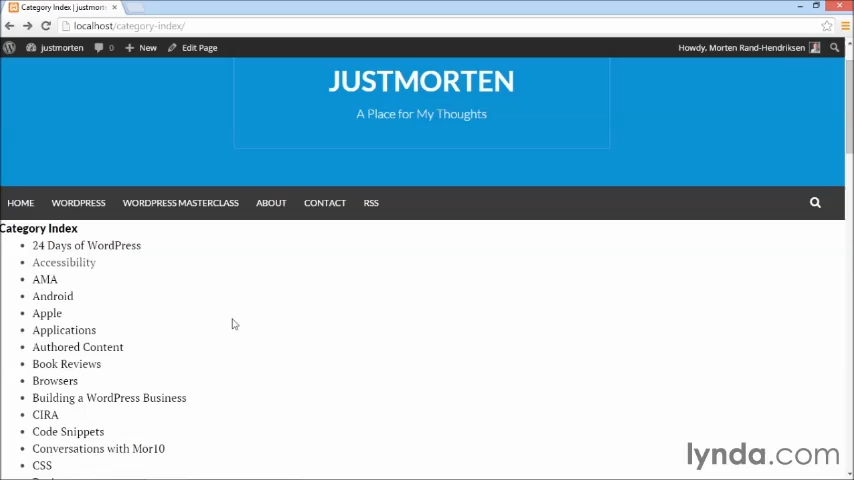 Category Index | justmorten
localhost/category-index/
justmorten 0 New Edit Page Howdy, Morten Rand-Hendriksen
JUSTMORTEN
A Place for My Thoughts
HOME WORDPRESS WORDPRESS MASTERCLASS ABOUT CONTACT RSS
Category Index
24 Days of WordPress
Accessibility
AMA
Android
Apple
Applications
Authored Content
Book Reviews
Browsers
Building a WordPress Business
CIRA
Code Snippets
Conversations with Mor10
CSS
lynda.com